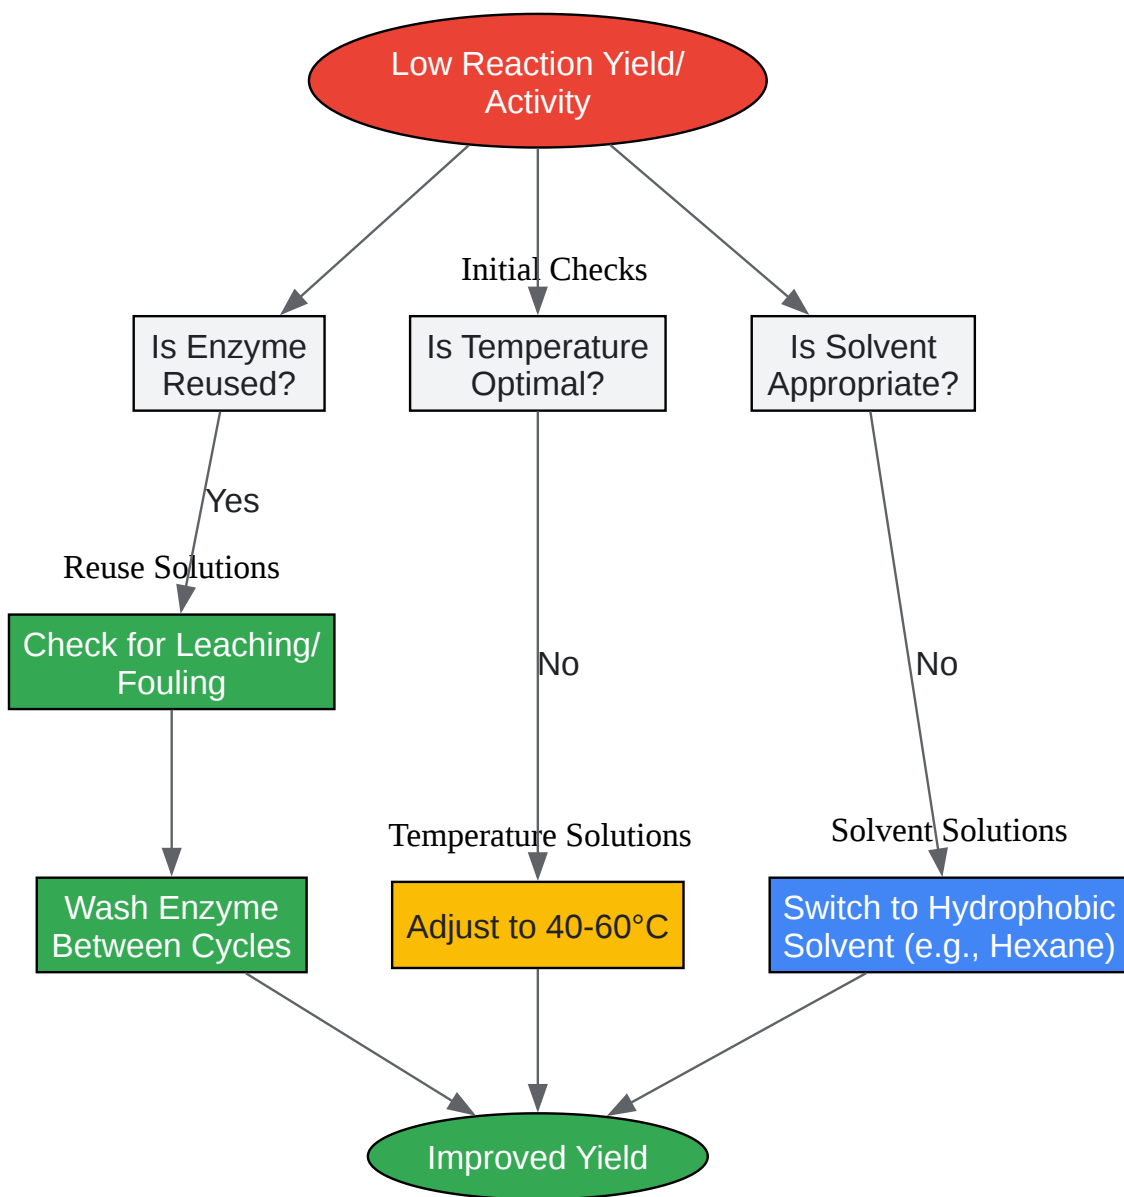 Low Reaction Yield/
Activity
Initial Checks
Is Enzyme
Reused?
Is Temperature
Optimal?
Is Solvent
Appropriate?
Yes
Reuse Solutions
Check for Leaching/
Fouling
No
No
Temperature Solutions
Solvent Solutions
Wash Enzyme
Between Cycles
Adjust to 40-60°C
Switch to Hydrophobic
Solvent (e.g., Hexane)
Improved Yield